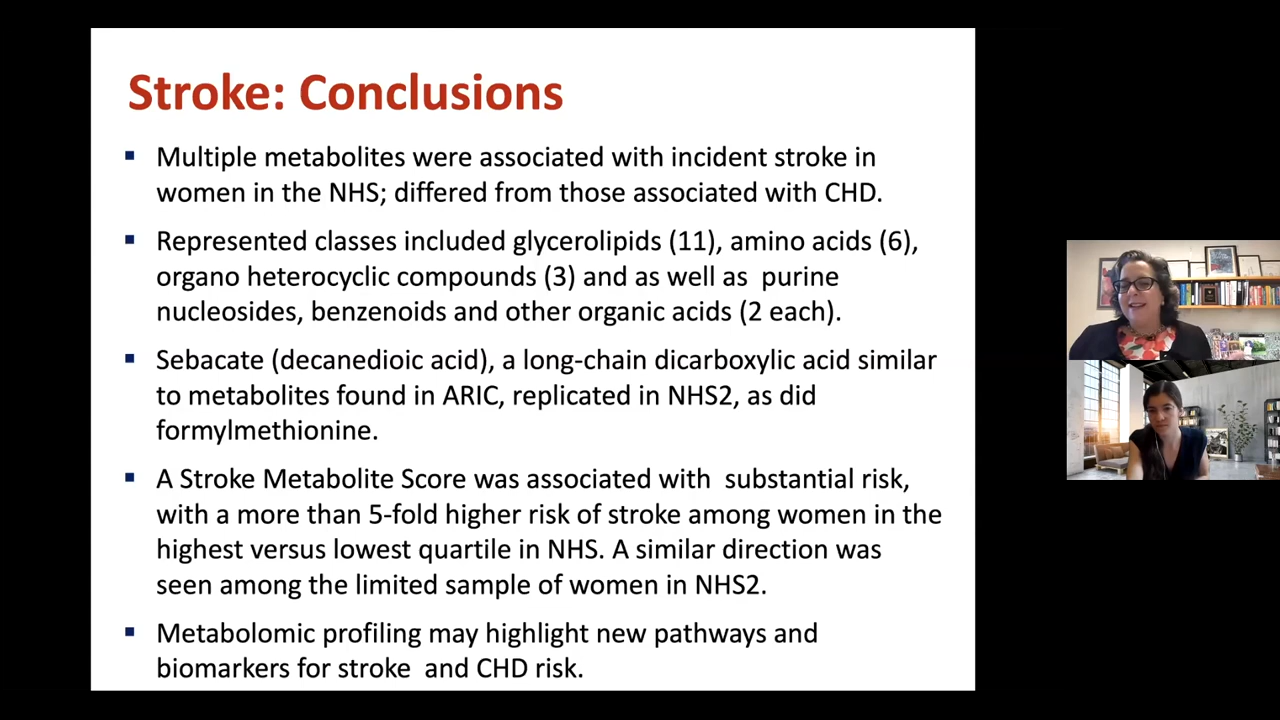 Stroke: Conclusions
▪ Multiple metabolites were associated with incident stroke in
women in the NHS; differed from those associated with CHD.
▪ Represented classes included glycerolipids (11), amino acids (6),
organo heterocyclic compounds (3) and as well as  purine
nucleosides, benzenoids and other organic acids (2 each).
▪ Sebacate (decanedioic acid), a long-chain dicarboxylic acid similar
to metabolites found in ARIC, replicated in NHS2, as did
formylmethionine.
▪ A Stroke Metabolite Score was associated with  substantial risk,
with a more than 5-fold higher risk of stroke among women in the
highest versus lowest quartile in NHS. A similar direction was
seen among the limited sample of women in NHS2.
▪ Metabolomic profiling may highlight new pathways and
biomarkers for stroke  and CHD risk.